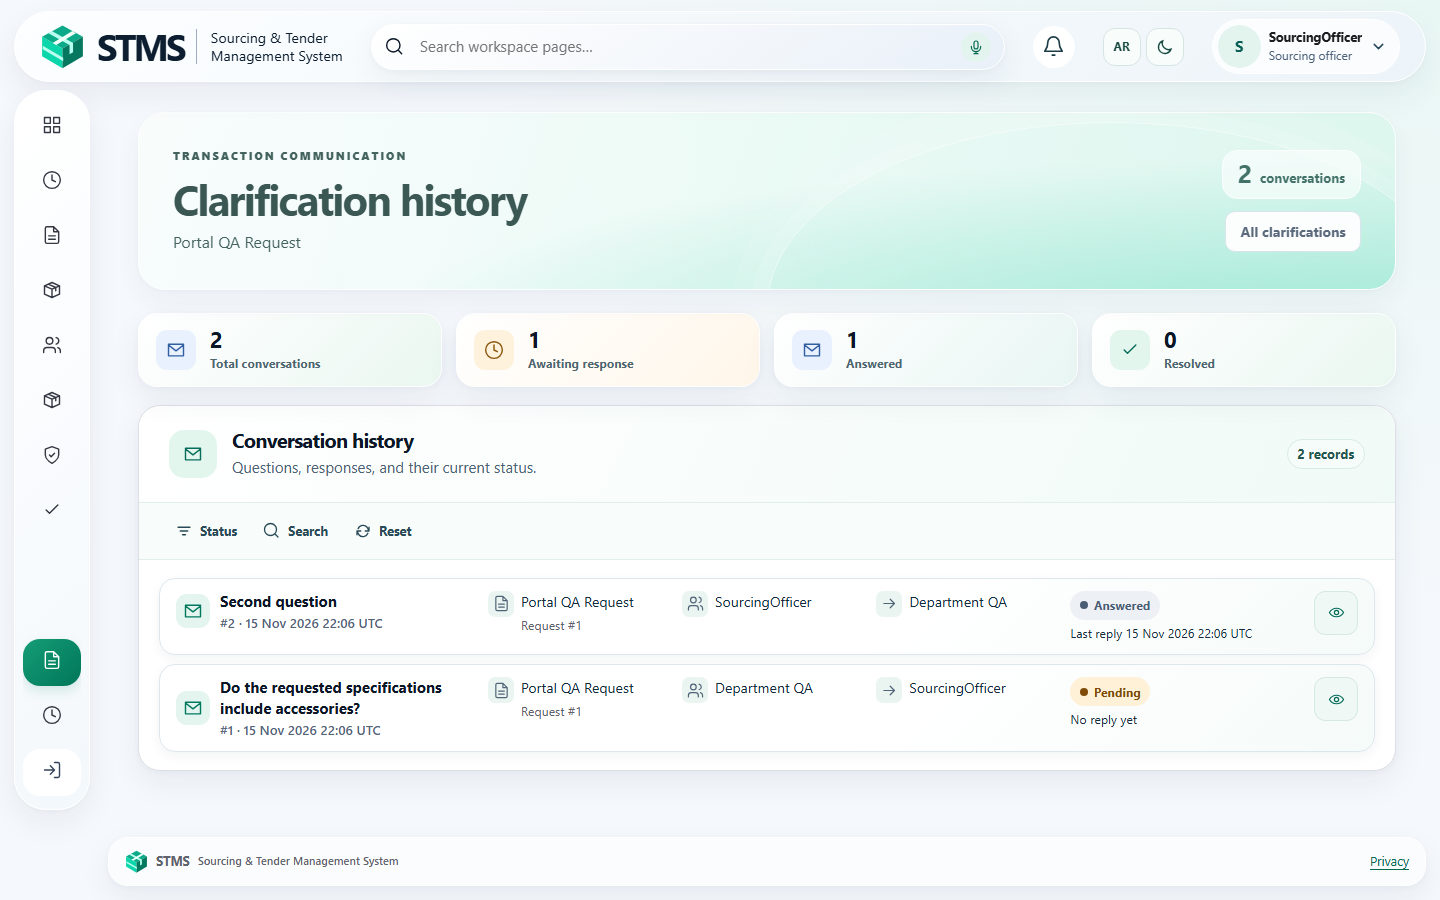 STMS
Sourcing & Tender
Management System
Search workspace pages...
AR
S
SourcingOfficer
Sourcing officer
TRANSACTION COMMUNICATION
Clarification history
Portal QA Request
2 conversations
All clarifications
2
Total conversations
1
Awaiting response
1
Answered
0
Resolved
Conversation history
Questions, responses, and their current status.
2 records
Status
Search
Reset
Second question
#2 · 15 Nov 2026 22:06 UTC
Portal QA Request
Request #1
SourcingOfficer
Department QA
Answered
Last reply 15 Nov 2026 22:06 UTC
Do the requested specifications
include accessories?
#1 · 15 Nov 2026 22:06 UTC
Portal QA Request
Request #1
Department QA
SourcingOfficer
Pending
No reply yet
STMS Sourcing & Tender Management System
Privacy